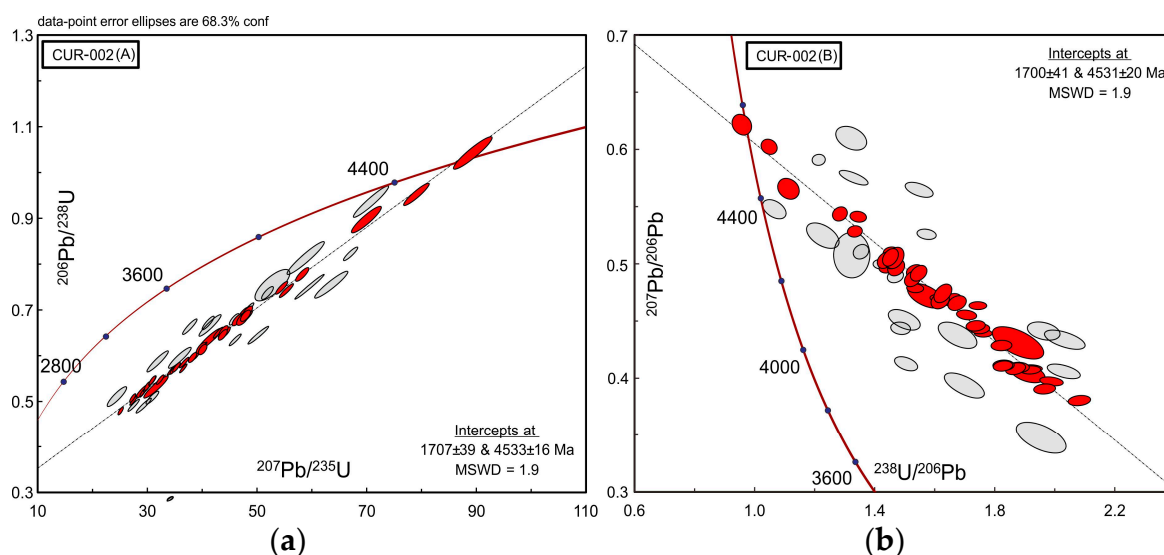 data-point error ellipses are 68.3% conf
CUR-002 (A)
1.3
1.1
0.9
0.7
0.5
0.3
206Pb/238U
2800
3600
4400
Intercepts at
1707±39 & 4533±16 Ma
MSWD = 1.9
207Pb/235U
10 30 50 70 90 110
(a)
CUR-002 (B)
Intercepts at
1700±41 & 4531±20 Ma
MSWD = 1.9
0.7
0.6
0.5
0.4
0.3
207Pb/206Pb
4400
4000
3600
238U/206Pb
0.6 1.0 1.4 1.8 2.2
(b)